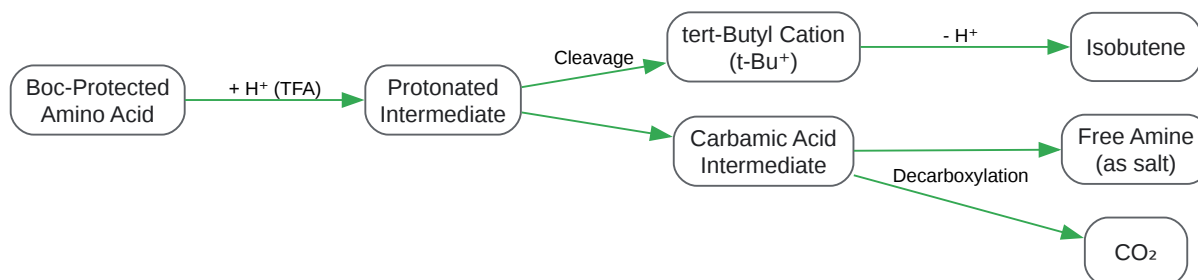 Boc-Protected
Amino Acid
+ H⁺ (TFA)
Protonated
Intermediate
Cleavage
tert-Butyl Cation
(t-Bu⁺)
- H⁺
Isobutene
Carbamic Acid
Intermediate
Decarboxylation
Free Amine
(as salt)
CO₂